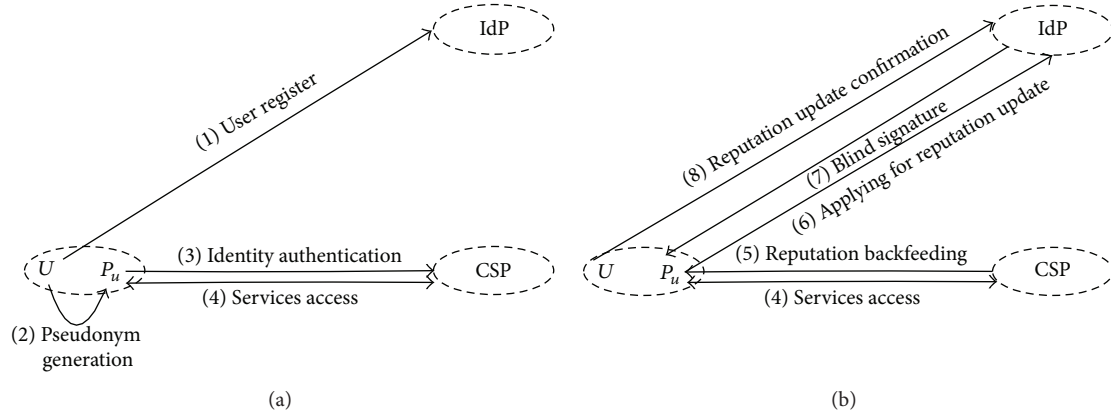 IdP
(1) User register
U
P_u
(3) Identity authentication
CSP
(4) Services access
(2) Pseudonym
generation
(a)
IdP
(8) Reputation update confirmation
(7) Blind signature
(6) Applying for reputation update
U
P_u
(5) Reputation backfeeding
CSP
(4) Services access
(b)